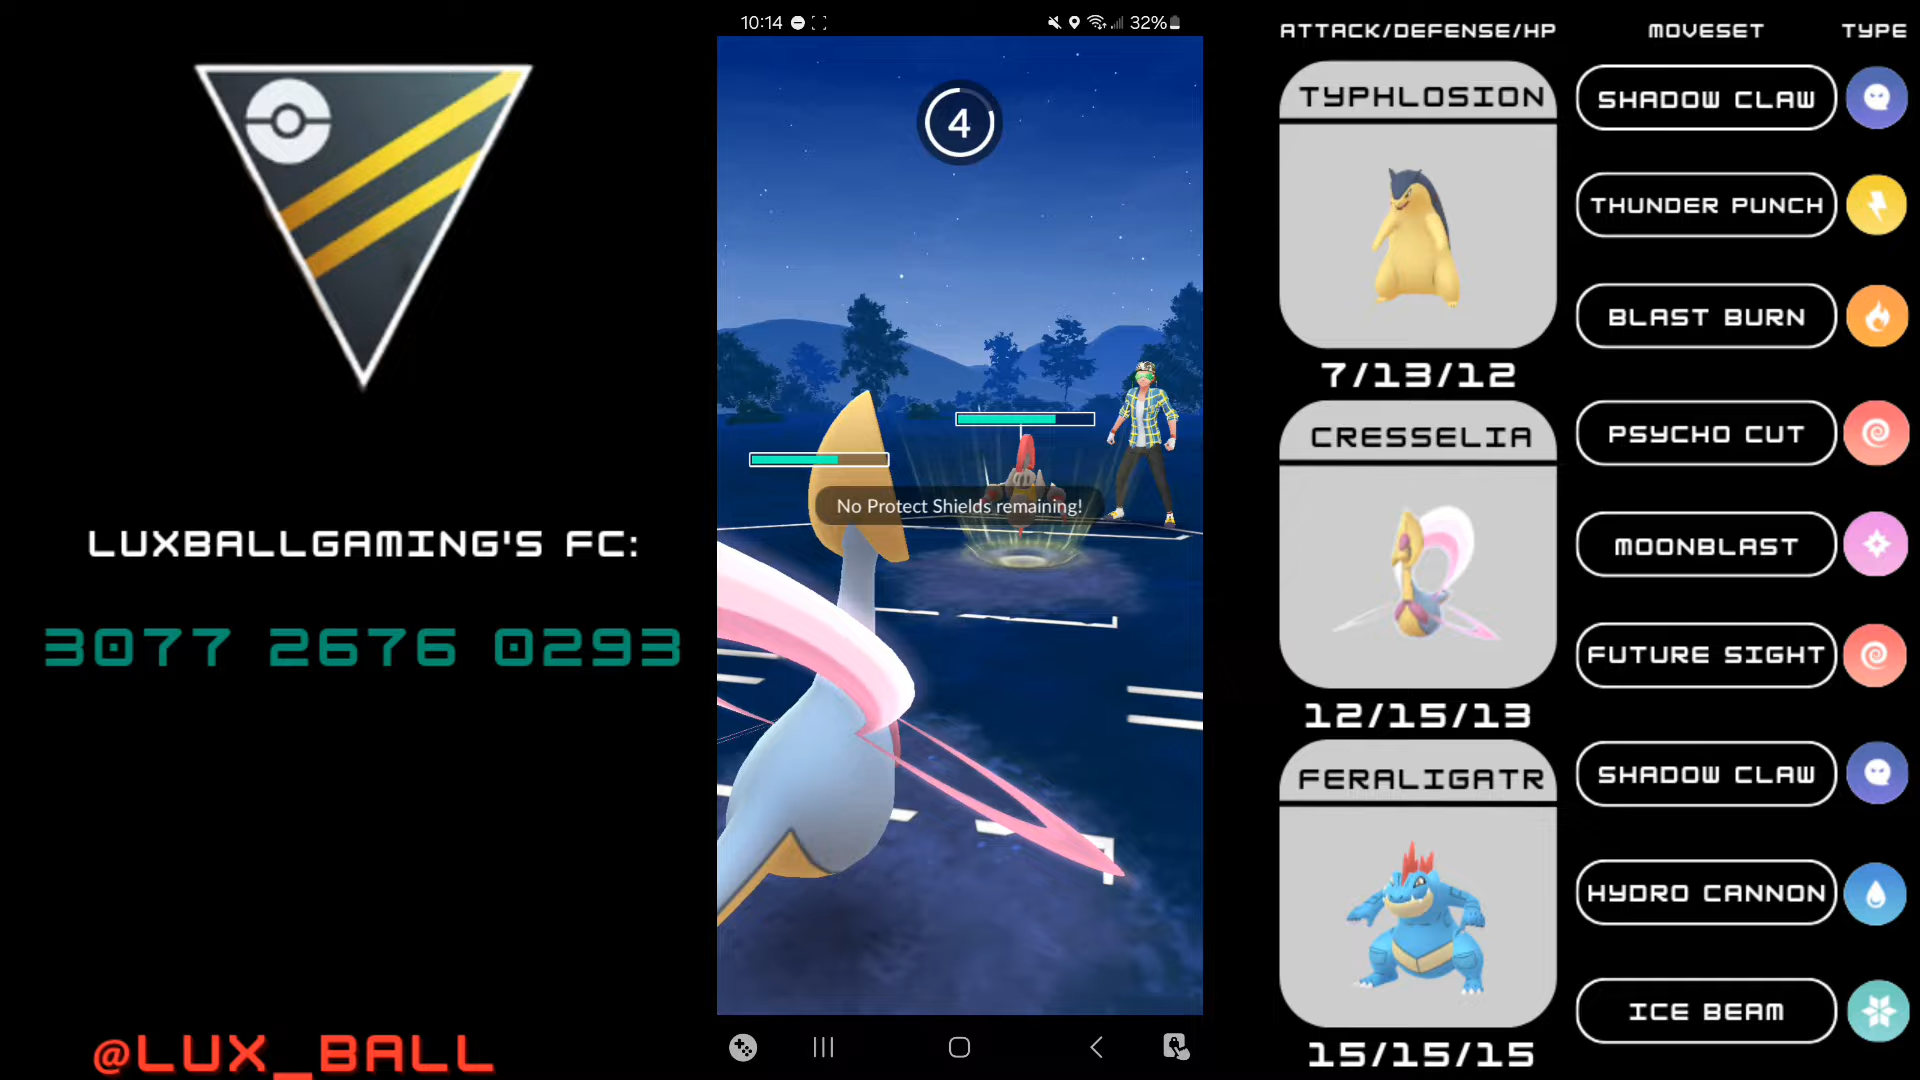 LUXBALLGAMING'S FC:
3077 2676 0293
@LUX_BALL
10:14
32%
4
No Protect Shields remaining!
ATTACK/DEFENSE/HP
MOVESET
TYPE
TYPHLOSION
7/13/12
SHADOW CLAW
THUNDER PUNCH
BLAST BURN
CRESSELIA
12/15/13
PSYCHO CUT
MOONBLAST
FUTURE SIGHT
FERALIGATR
15/15/15
SHADOW CLAW
HYDRO CANNON
ICE BEAM